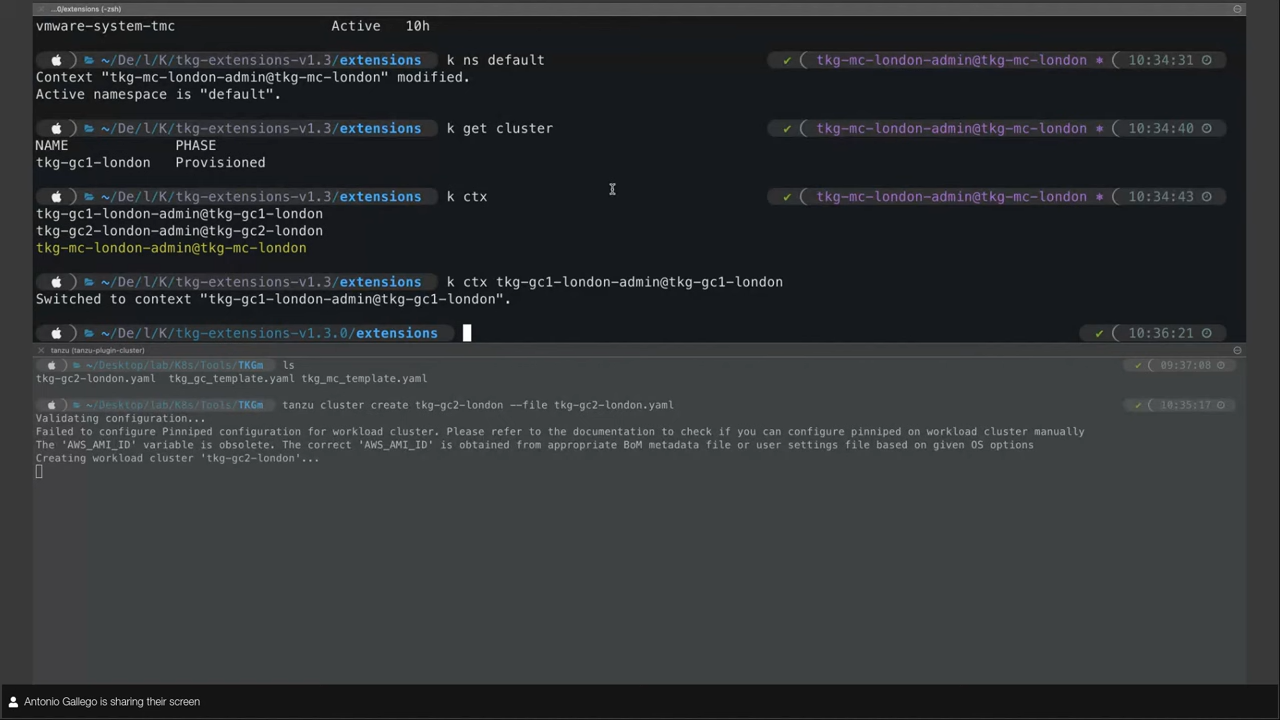 ...0/extensions (-zsh)
vmware-system-tmc Active 10h
~/De/l/K/tkg-extensions-v1.3/extensions k ns default ✔ ( tkg-mc-london-admin@tkg-mc-london ⎈ ( 10:34:31
Context "tkg-mc-london-admin@tkg-mc-london" modified.
Active namespace is "default".
~/De/l/K/tkg-extensions-v1.3/extensions k get cluster ✔ ( tkg-mc-london-admin@tkg-mc-london ⎈ ( 10:34:40
NAME PHASE
tkg-gc1-london Provisioned
~/De/l/K/tkg-extensions-v1.3/extensions k ctx ✔ ( tkg-mc-london-admin@tkg-mc-london ⎈ ( 10:34:43
tkg-gc1-london-admin@tkg-gc1-london
tkg-gc2-london-admin@tkg-gc2-london
tkg-mc-london-admin@tkg-mc-london
~/De/l/K/tkg-extensions-v1.3/extensions k ctx tkg-gc1-london-admin@tkg-gc1-london
Switched to context "tkg-gc1-london-admin@tkg-gc1-london".
~/De/l/K/tkg-extensions-v1.3.0/extensions ✔ ( 10:36:21
tanzu (tanzu-plugin-cluster)
~/Desktop/lab/K8s/Tools/TKGm ls ✔ ( 09:37:08
tkg-gc2-london.yaml tkg_gc_template.yaml tkg_mc_template.yaml
~/Desktop/lab/K8s/Tools/TKGm tanzu cluster create tkg-gc2-london --file tkg-gc2-london.yaml ✔ ( 10:35:17
Validating configuration...
Failed to configure Pinniped configuration for workload cluster. Please refer to the documentation to check if you can configure pinniped on workload cluster manually
The 'AWS_AMI_ID' variable is obsolete. The correct 'AWS_AMI_ID' is obtained from appropriate BoM metadata file or user settings file based on given OS options
Creating workload cluster 'tkg-gc2-london'...
Antonio Gallego is sharing their screen